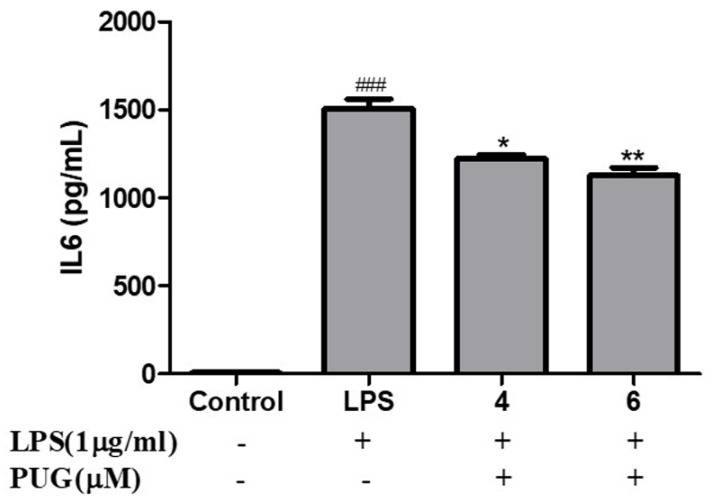 2000
###
1500
*
**
1000
500
0
IL6 (pg/mL)
Control LPS 4 6
LPS(1μg/ml) - + + +
PUG(μM) - - + +